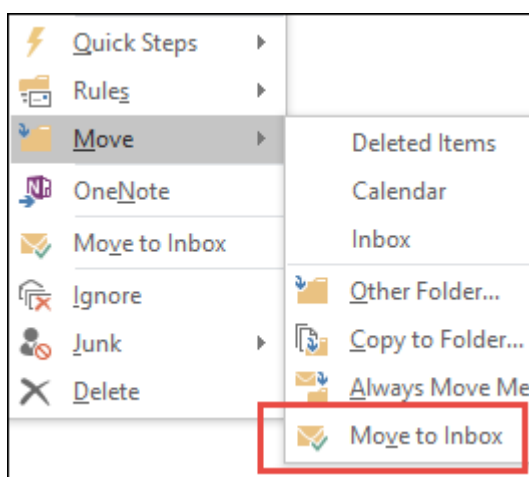 Quick Steps
Rules
Move
OneNote
Move to Inbox
Ignore
Junk
Delete
Deleted Items
Calendar
Inbox
Other Folder...
Copy to Folder...
Always Move Me
Move to Inbox